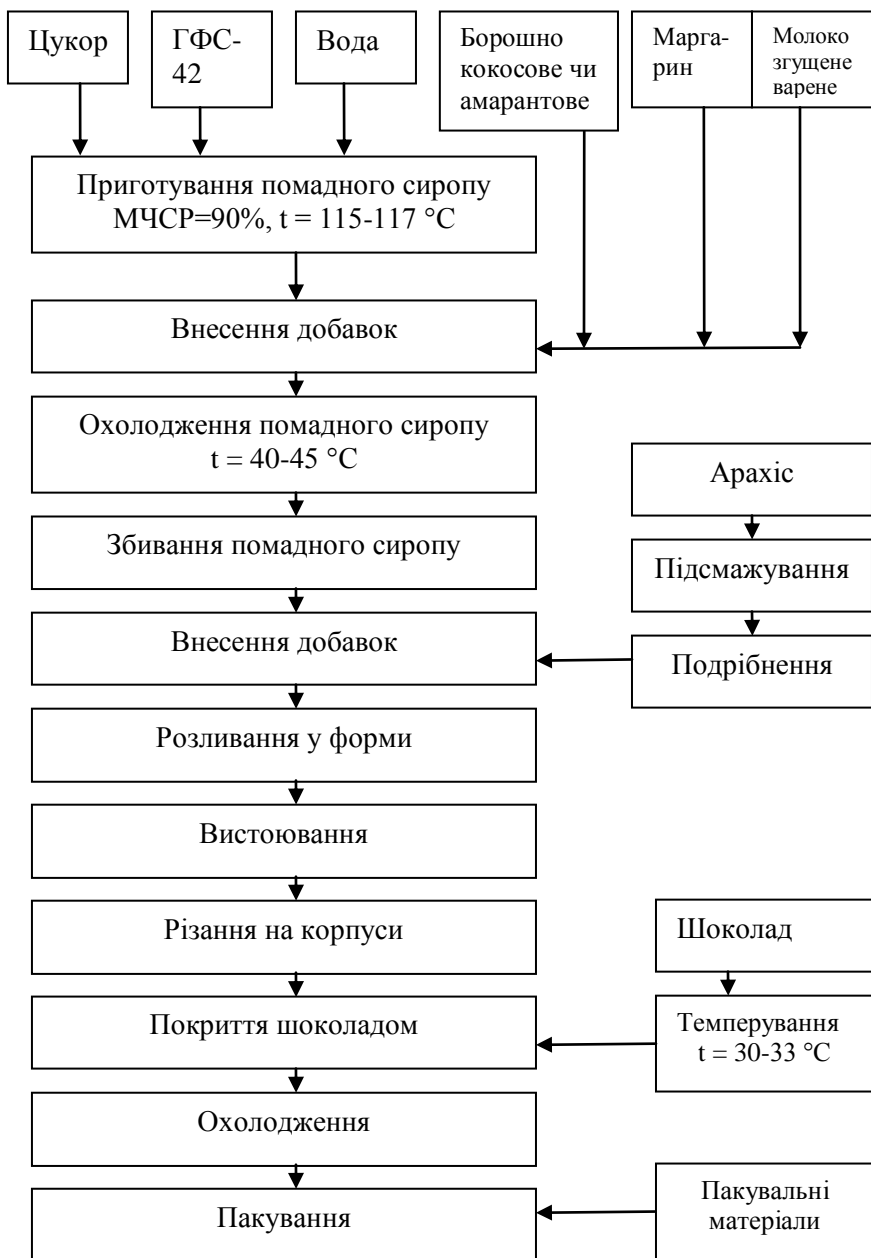 Цукор
ГФС-
42
Вода
Борошно
кокосове чи
амарантове
Марга-
рин
Молоко
згущене
варене
Приготування помадного сиропу
МЧСР=90%, t = 115-117 °C
Внесення добавок
Охолодження помадного сиропу
t = 40-45 °C
Арахіс
Збивання помадного сиропу
Підсмажування
Внесення добавок
Подрібнення
Розливання у форми
Вистоювання
Різання на корпуси
Шоколад
Покриття шоколадом
Темперування
t = 30-33 °C
Охолодження
Пакування
Пакувальні
матеріали